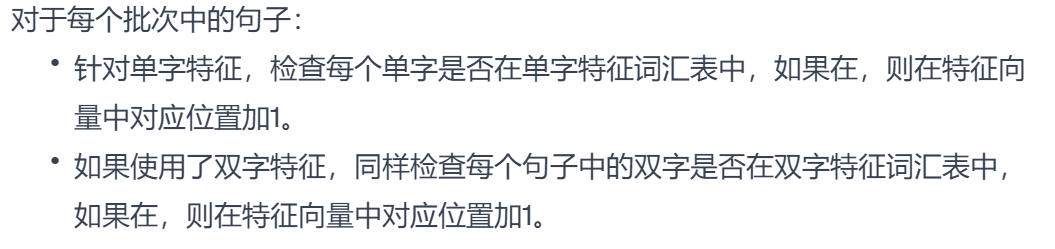 对于每个批次中的句子：
• 针对单字特征，检查每个单字是否在单字特征词汇表中，如果在，则在特征向
量中对应位置加1。
• 如果使用了双字特征，同样检查每个句子中的双字是否在双字特征词汇表中，
如果在，则在特征向量中对应位置加1。